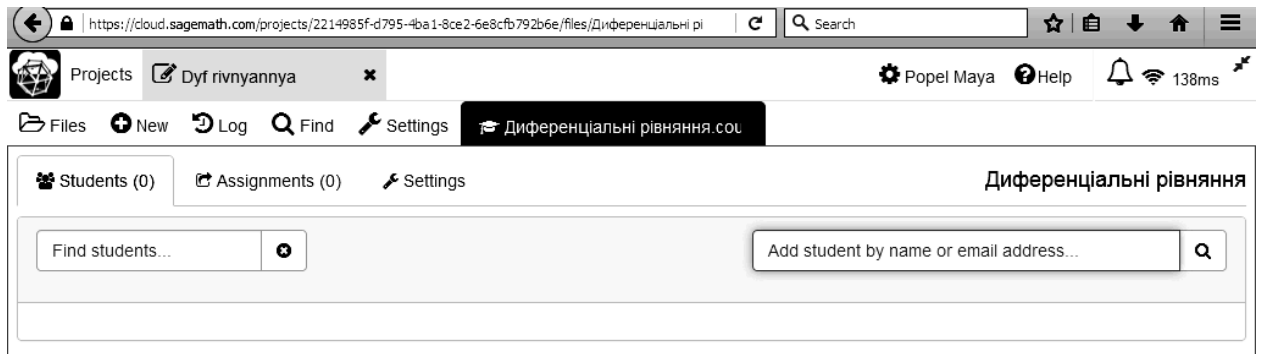 https://cloud.sagemath.com/projects/2214985f-d795-4ba1-8ce2-6e8cfb792b6e/files/Диференціальні рі Search
Projects Dyf rivnyannya Popel Maya Help 138ms
Files New Log Find Settings Диференціальні рівняння.cou
Students (0) Assignments (0) Settings Диференціальні рівняння
Find students... Add student by name or email address...